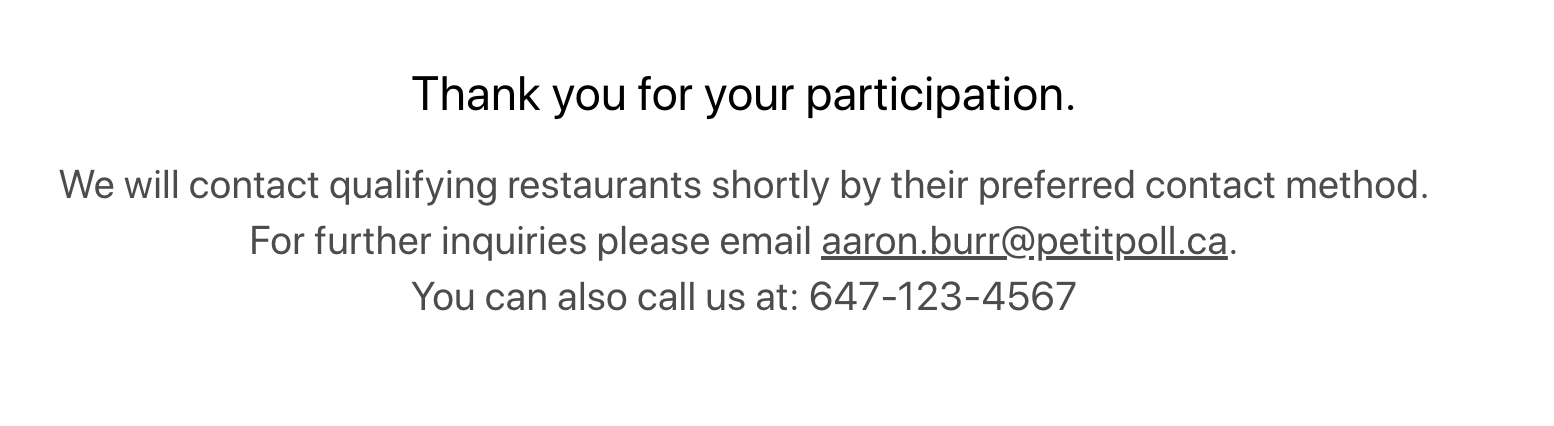 Thank you for your participation.
We will contact qualifying restaurants shortly by their preferred contact method.
For further inquiries please email aaron.burr@petitpoll.ca.
You can also call us at: 647-123-4567